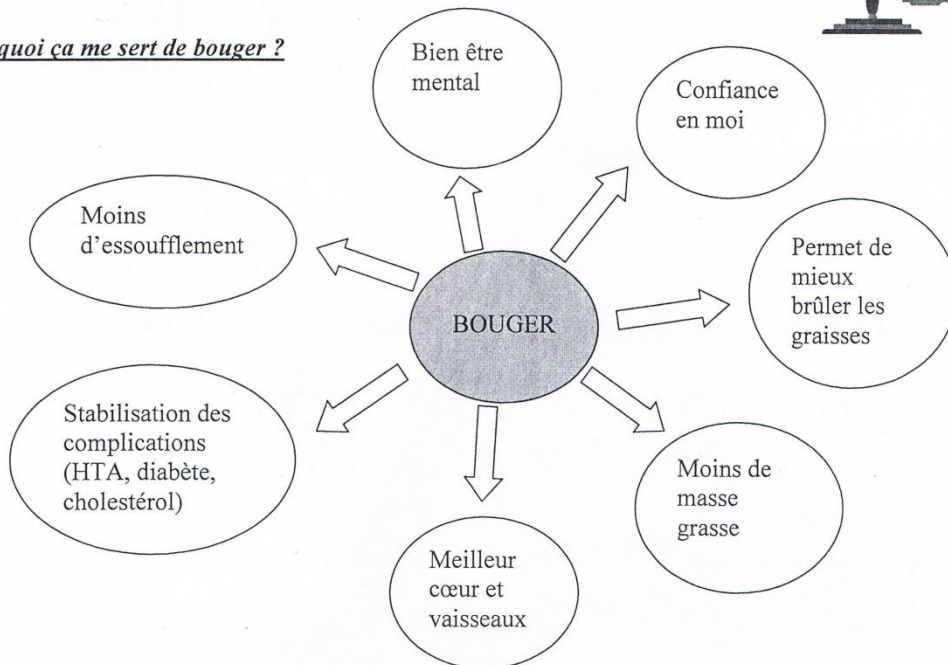 quoi ça me sert de bouger ?
Bien être
mental
Confiance
en moi
Moins
d’essoufflement
Permet de
mieux
brûler les
graisses
BOUGER
Stabilisation des
complications
(HTA, diabète,
cholestérol)
Moins de
masse
grasse
Meilleur
cœur et
vaisseaux